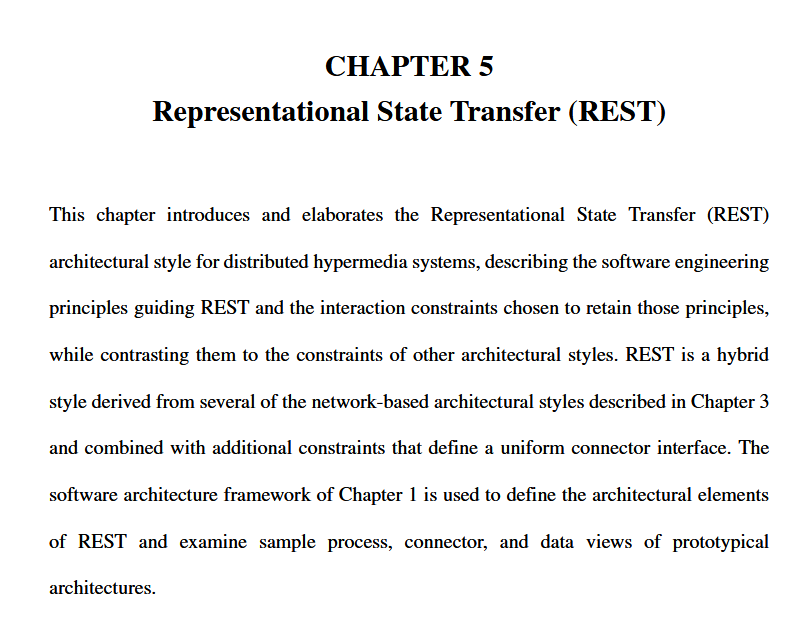 CHAPTER 5
Representational State Transfer (REST)
This chapter introduces and elaborates the Representational State Transfer (REST)
architectural style for distributed hypermedia systems, describing the software engineering
principles guiding REST and the interaction constraints chosen to retain those principles,
while contrasting them to the constraints of other architectural styles. REST is a hybrid
style derived from several of the network-based architectural styles described in Chapter 3
and combined with additional constraints that define a uniform connector interface. The
software architecture framework of Chapter 1 is used to define the architectural elements
of REST and examine sample process, connector, and data views of prototypical
architectures.